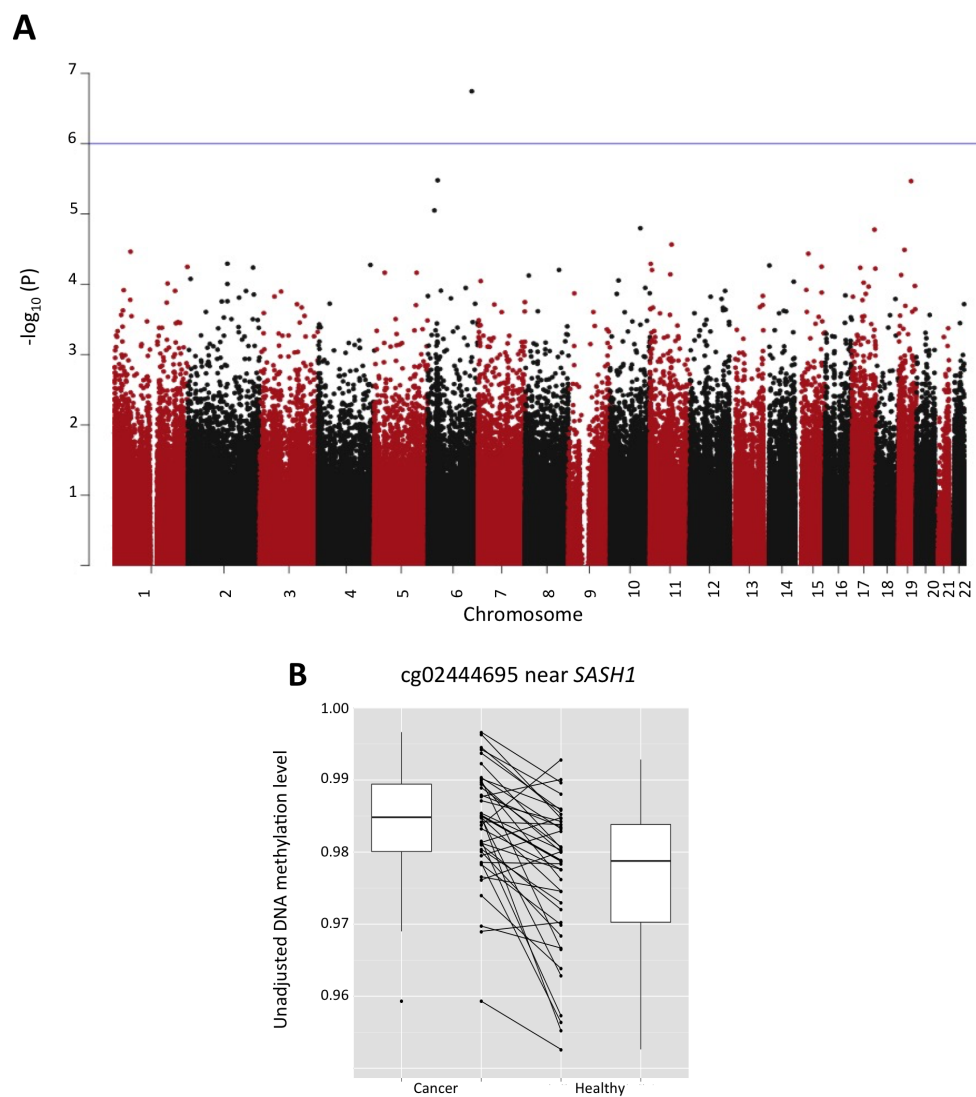 A
7
6
5
4
3
2
1
-log10 (P)
1 2 3 4 5 6 7 8 9 10 11 12 13 14 15 16 17 18 19 20 21 22
Chromosome
B
cg02444695 near SASH1
1.00
0.99
0.98
0.97
0.96
Unadjusted DNA methylation level
Cancer Healthy